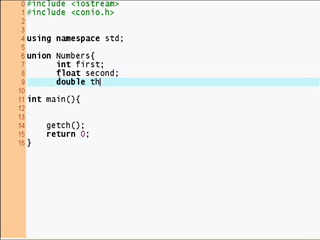 0 #include <iostream>
1 #include <conio.h>
2
3
4 using namespace std;
5
6 union Numbers{
7 int first;
8 float second;
9 double th
10
11 int main(){
12
13
14 getch();
15 return 0;
16 }